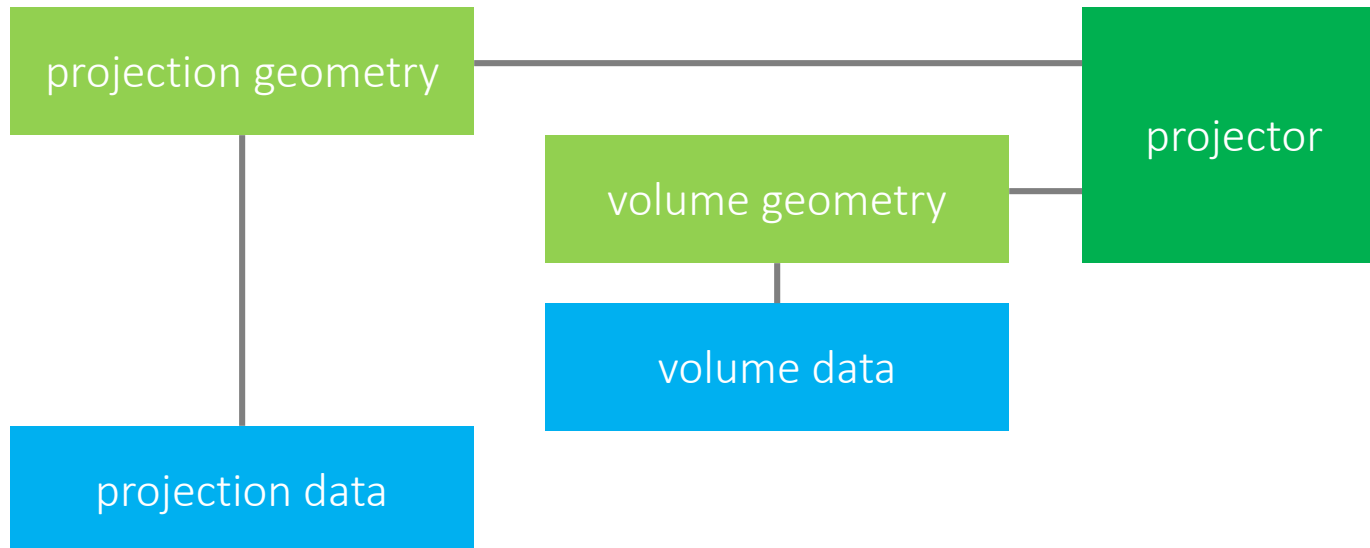 projection geometry
projector
volume geometry
volume data
projection data